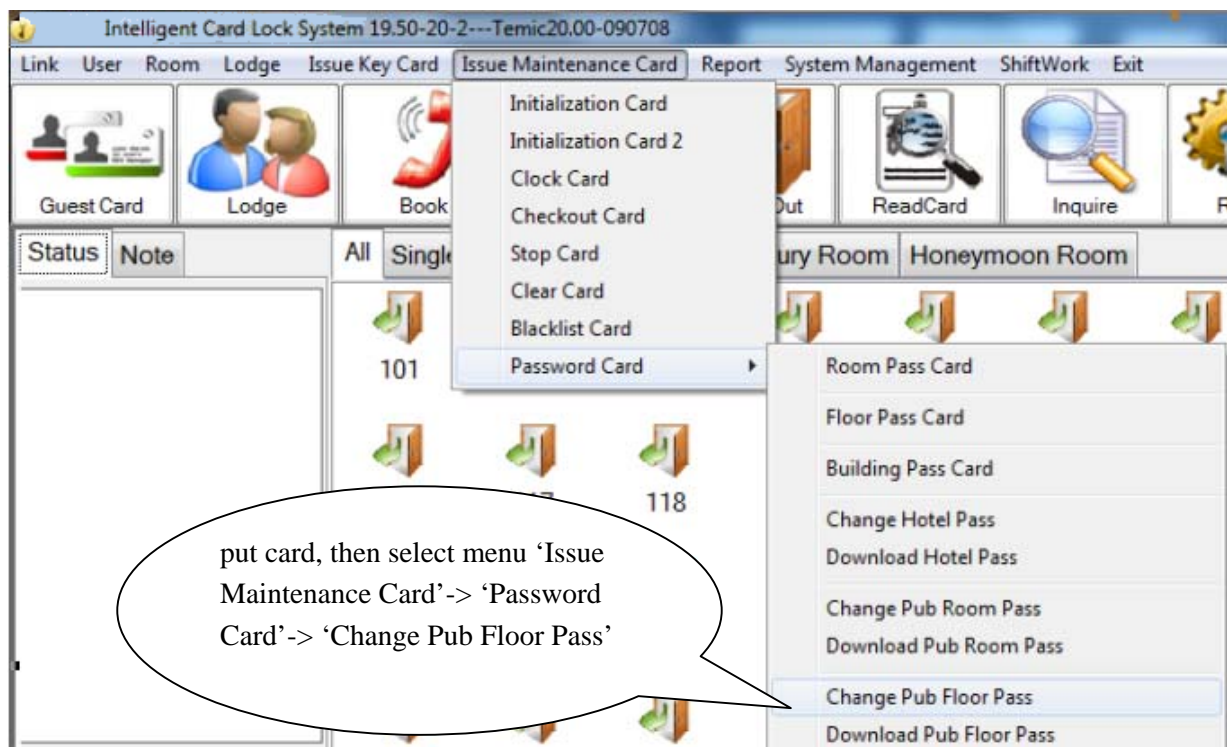 Intelligent Card Lock System 19.50-20-2---Temic20.00-090708
Link User Room Lodge Issue Key Card Issue Maintenance Card Report System Management ShiftWork Exit
Initialization Card
Initialization Card 2
Clock Card
Checkout Card
Stop Card
Clear Card
Blacklist Card
Password Card
Guest Card Lodge Book Out ReadCard Inquire
Status Note All Single ury Room Honeymoon Room
101
118
Room Pass Card
Floor Pass Card
Building Pass Card
Change Hotel Pass
Download Hotel Pass
Change Pub Room Pass
Download Pub Room Pass
Change Pub Floor Pass
Download Pub Floor Pass
put card, then select menu ‘Issue
Maintenance Card’-> ‘Password
Card’-> ‘Change Pub Floor Pass’